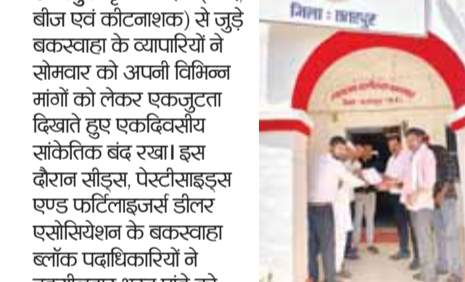 बीज एवं कीटनाशक) से जुड़े
बकस्वाहा के व्यापारियों ने
सोमवार को अपनी विभिन्न
मांगों को लेकर एकजुटता
दिखाते हुए एकदिवसीय
सांकेतिक बंद रखा। इस
दौरान सीड्स, पेस्टीसाइड्स
एण्ड फर्टिलाइजर्स डीलर
एसोसियेशन के बकस्वाहा
ब्लॉक पदाधिकारियों ने
जिला : छतरपुर